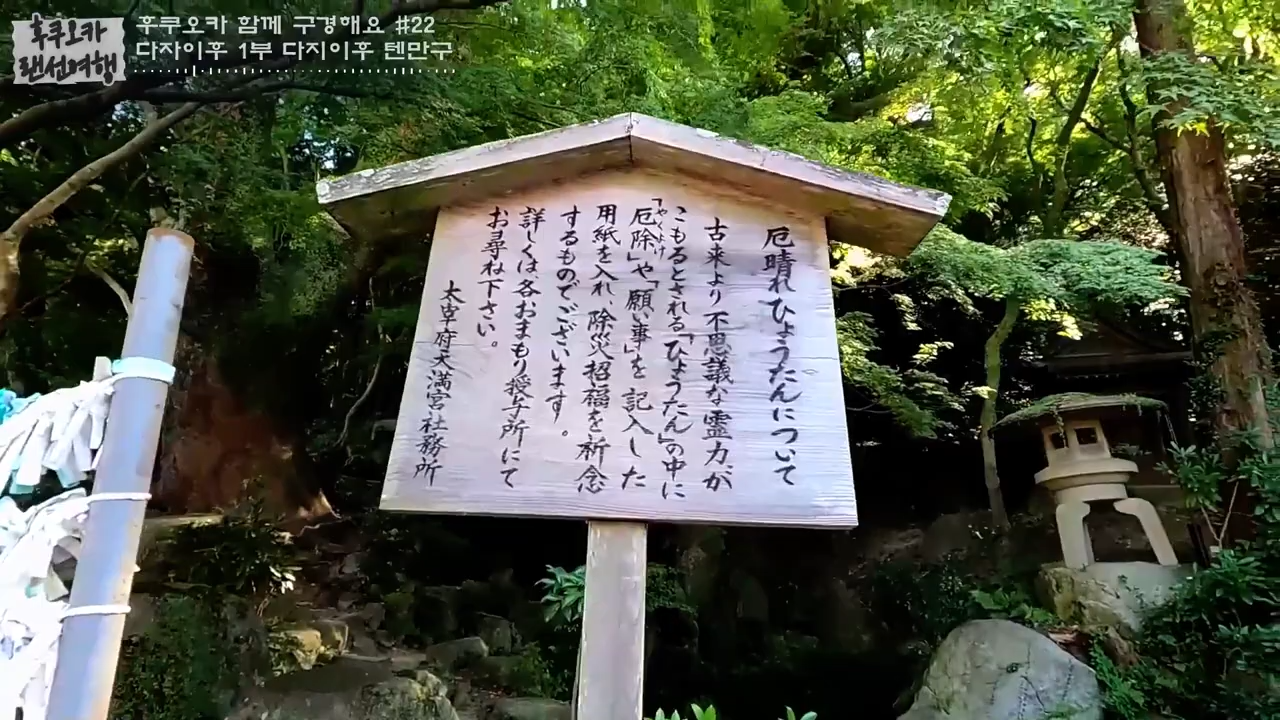 후쿠오카
랜선여행
후쿠오카 함께 구경해요 #22
다자이후 1부 다자이후 텐만구
厄晴れひょうたんについて
古来より不思議な霊力が
こもるとされる「ひょうたん」の中に
「厄除」や「願い事」を記入した
やくよけ
用紙を入れ、除災招福を祈念
するものでございます。
詳しくは、各おまもり授与所にて
お尋ね下さい。
太宰府天満宮社務所